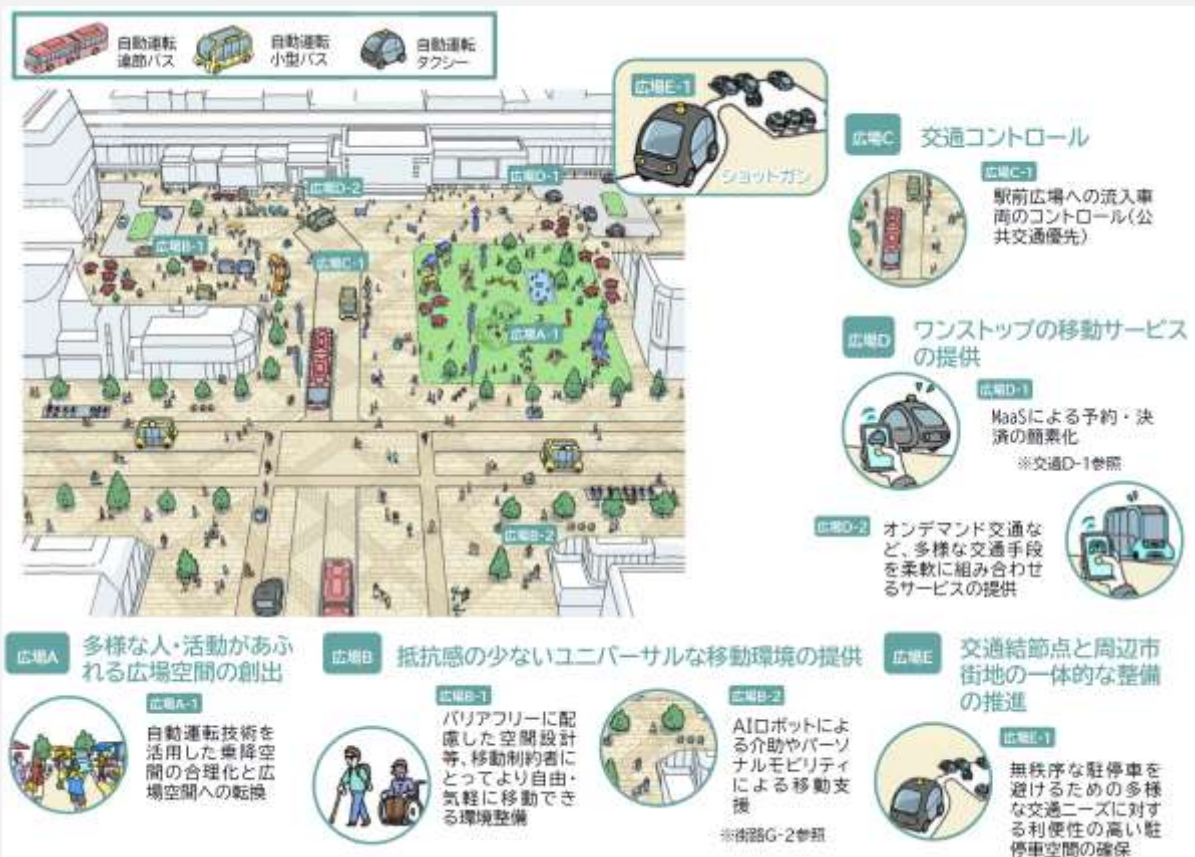 自動運転
連節バス
自動運転
小型バス
自動運転
タクシー
広場E-1
ショットガン
広場D-2
広場D-1
広場B-1
広場C-1
広場A-1
広場B-2
広場C
交通コントロール
広場C-1
駅前広場への流入車
両のコントロール(公
共交通優先)
広場D
ワンストップの移動サービス
の提供
広場D-1
MaaSによる予約・決
済の簡素化
※交通D-1参照
広場D-2
オンデマンド交通な
ど、多様な交通手段
を柔軟に組み合わせ
るサービスの提供
広場A
多様な人・活動があふ
れる広場空間の創出
広場A-1
自動運転技術を
活用した乗降空
間の合理化と広
場空間への転換
広場B
抵抗感の少ないユニバーサルな移動環境の提供
広場B-1
バリアフリーに配
慮した空間設計
等、移動制約者に
とってより自由・
気軽に移動でき
る環境整備
広場B-2
AIロボットによ
る介助やパーソ
ナルモビリティ
による移動支
援
※街路G-2参照
広場E
交通結節点と周辺市
街地の一体的な整備
の推進
広場E-1
無秩序な駐停車を
避けるための多様
な交通ニーズに対す
る利便性の高い駐
停車空間の確保